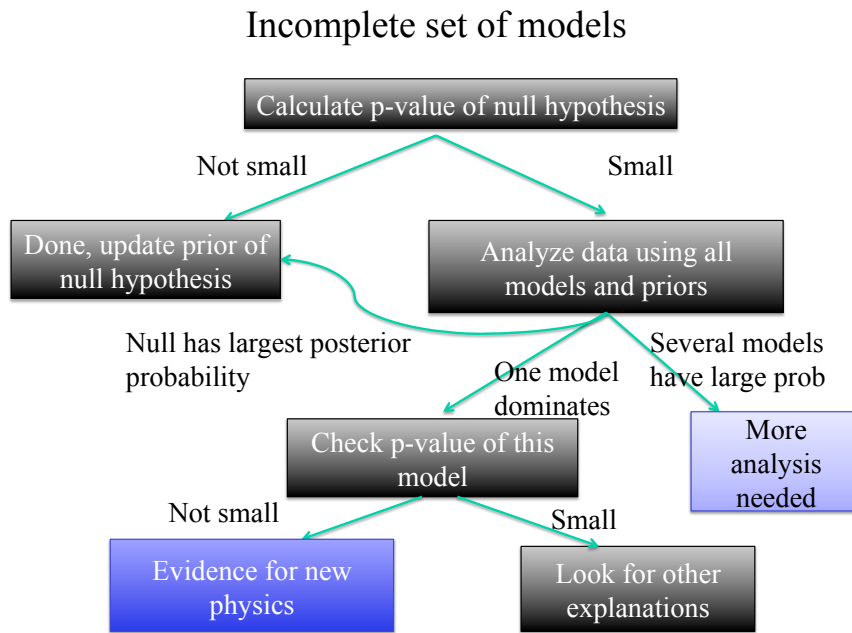 Incomplete set of models
Calculate p-value of null hypothesis
Not small
Small
Done, update prior of
null hypothesis
Analyze data using all
models and priors
Null has largest posterior
probability
One model
dominates
Several models
have large prob
Check p-value of this
model
More
analysis
needed
Not small
Small
Evidence for new
physics
Look for other
explanations